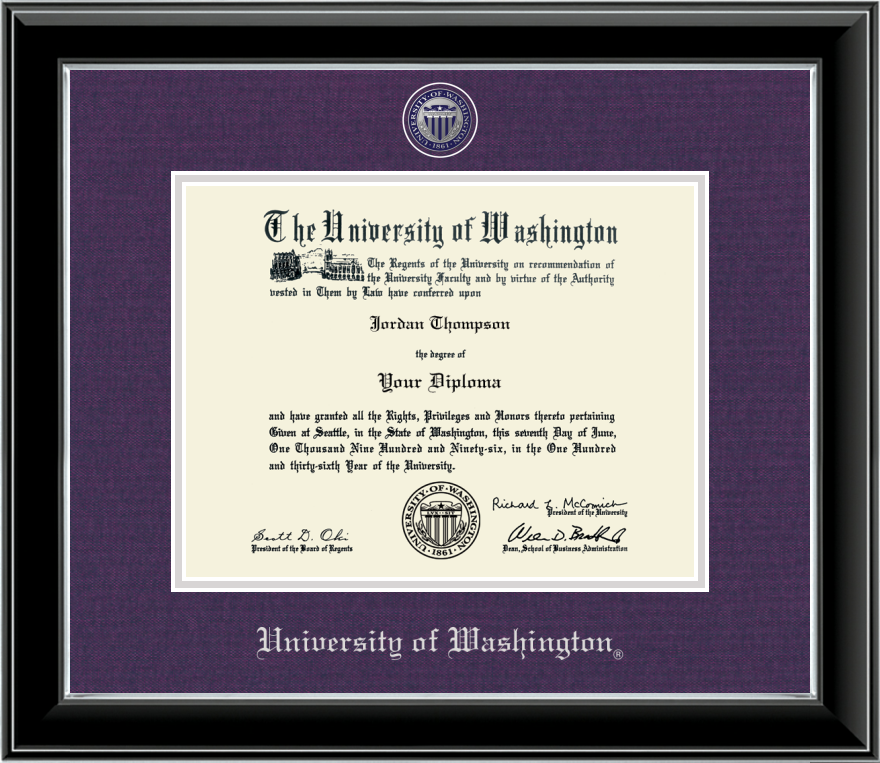 UNIVERSITY·OF·WASHINGTON
·1861·
The University of Washington
The Regents of the University on recommendation of
the University Faculty and by virtue of the Authority
vested in Them by Law have conferred upon
Jordan Thompson
the degree of
Your Diploma
and have granted all the Rights, Privileges and Honors thereto pertaining
Given at Seattle, in the State of Washington, this seventh Day of June,
One Thousand Nine Hundred and Ninety-six, in the One Hundred
and thirty-sixth Year of the University.
UNIVERSITY·OF·WASHINGTON
LUX SIT
·1861·
Richard L. McCormick
President of the University
Scott D. Oki
President of the Board of Regents
Dean, School of Business Administration
University of Washington®